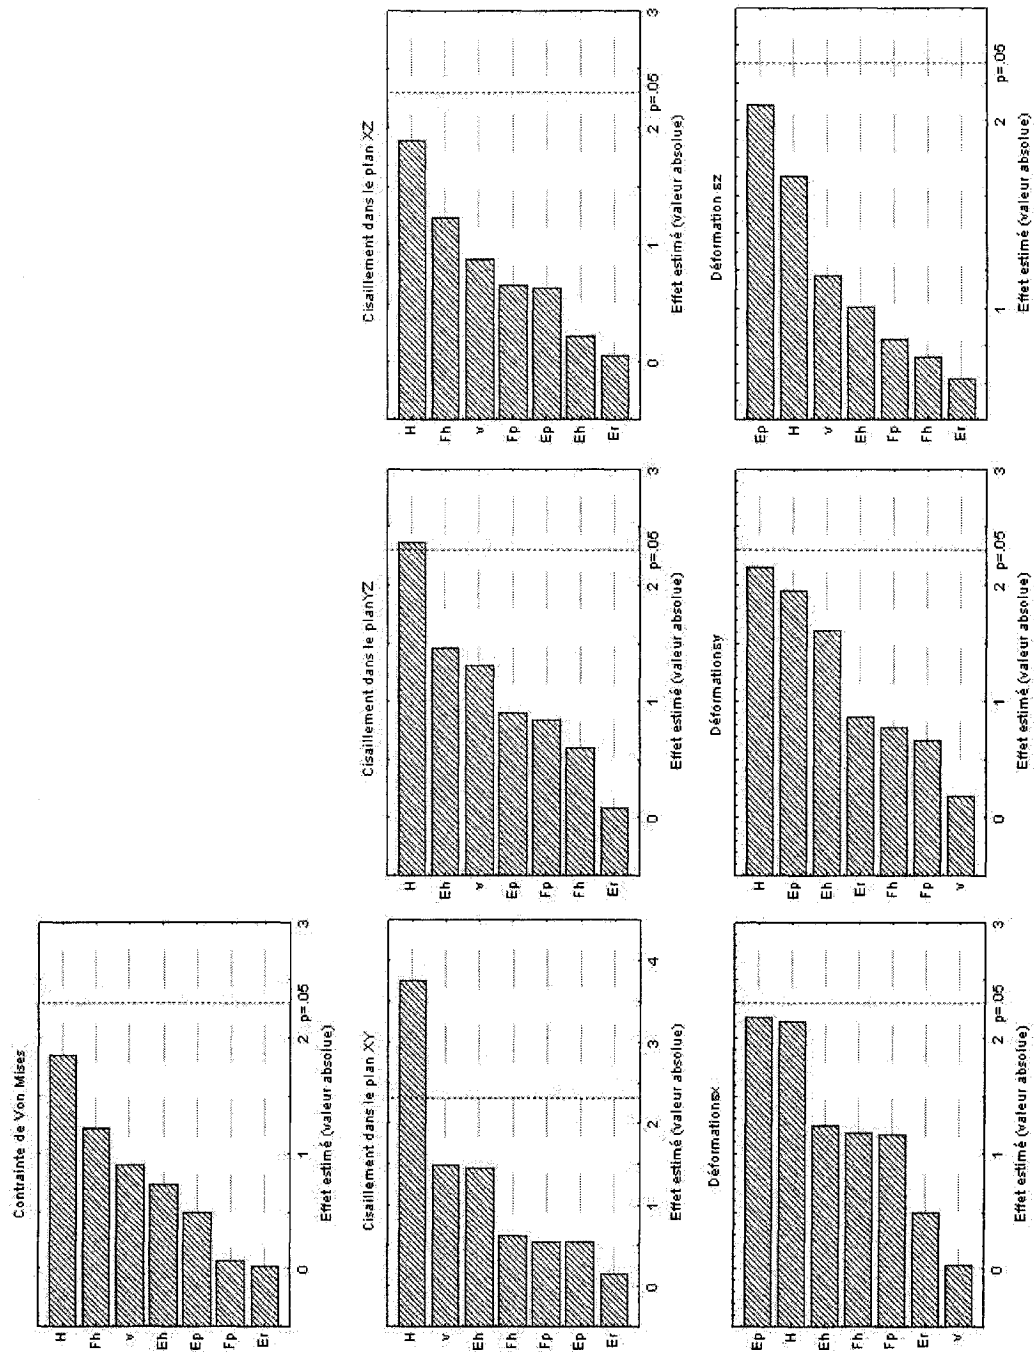 Contrainte de Von Mises
H
Fh
v
Eh
Ep
Fp
Er
0
1
2
p=.05
3
Effet estimé (valeur absolue)
Cisaillement dans le plan XY
H
v
Eh
Fh
Fp
Ep
Er
0
1
2
3
4
Effet estimé (valeur absolue)
Cisaillement dans le planYZ
H
Eh
v
Ep
Fp
Fh
Er
0
1
2
p=.05
3
Effet estimé (valeur absolue)
Cisaillement dans le plan XZ
H
Fh
v
Fp
Ep
Eh
Er
0
1
2
p=.05
3
Effet estimé (valeur absolue)
Déformationεx
Ep
H
Eh
Fh
Fp
Er
v
0
1
2
p=.05
3
Effet estimé (valeur absolue)
Déformationεy
H
Ep
Eh
Er
Fh
Fp
v
0
1
2
p=.05
3
Effet estimé (valeur absolue)
Déformation εz
Ep
H
v
Eh
Fp
Fh
Er
1
2
p=.05
Effet estimé (valeur absolue)